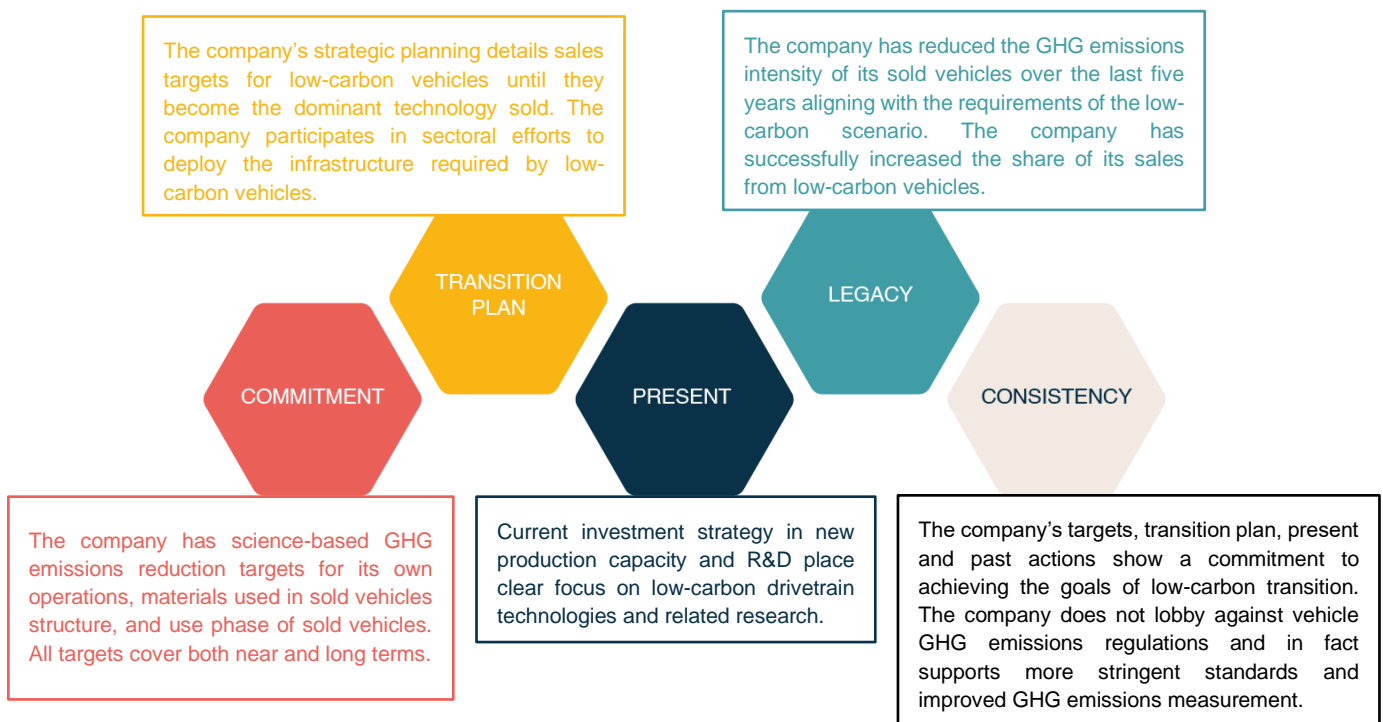 The company's strategic planning details sales
targets for low-carbon vehicles until they
become the dominant technology sold. The
company participates in sectoral efforts to
deploy the infrastructure required by low-
carbon vehicles.
The company has reduced the GHG emissions
intensity of its sold vehicles over the last five
years aligning with the requirements of the low-
carbon scenario. The company has
successfully increased the share of its sales
from low-carbon vehicles.
TRANSITION
PLAN
LEGACY
COMMITMENT
PRESENT
CONSISTENCY
The company has science-based GHG
emissions reduction targets for its own
operations, materials used in sold vehicles
structure, and use phase of sold vehicles.
All targets cover both near and long terms.
Current investment strategy in new
production capacity and R&D place
clear focus on low-carbon drivetrain
technologies and related research.
The company's targets, transition plan, present
and past actions show a commitment to
achieving the goals of low-carbon transition.
The company does not lobby against vehicle
GHG emissions regulations and in fact
supports more stringent standards and
improved GHG emissions measurement.